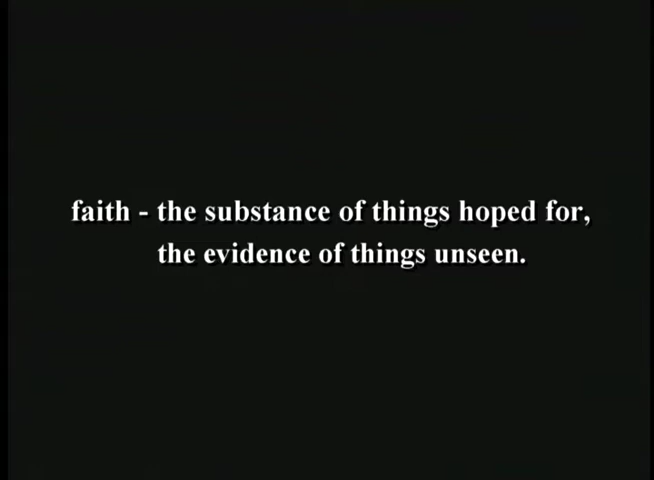 faith - the substance of things hoped for,
the evidence of things unseen.